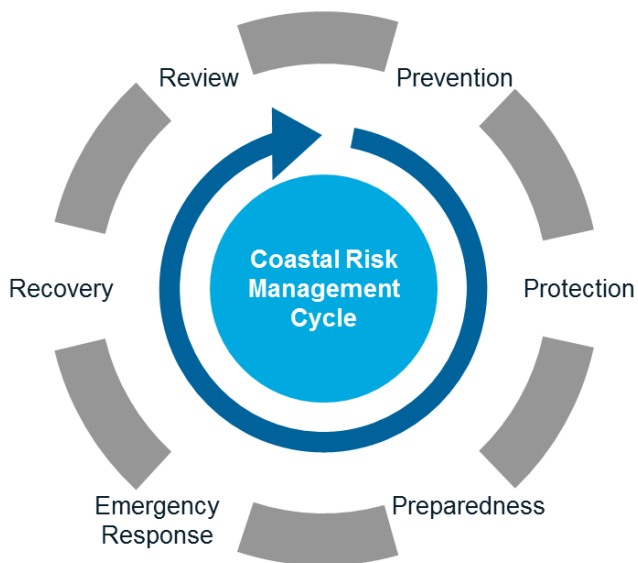 Review
Prevention
Coastal Risk
Management
Cycle
Recovery
Protection
Emergency
Response
Preparedness